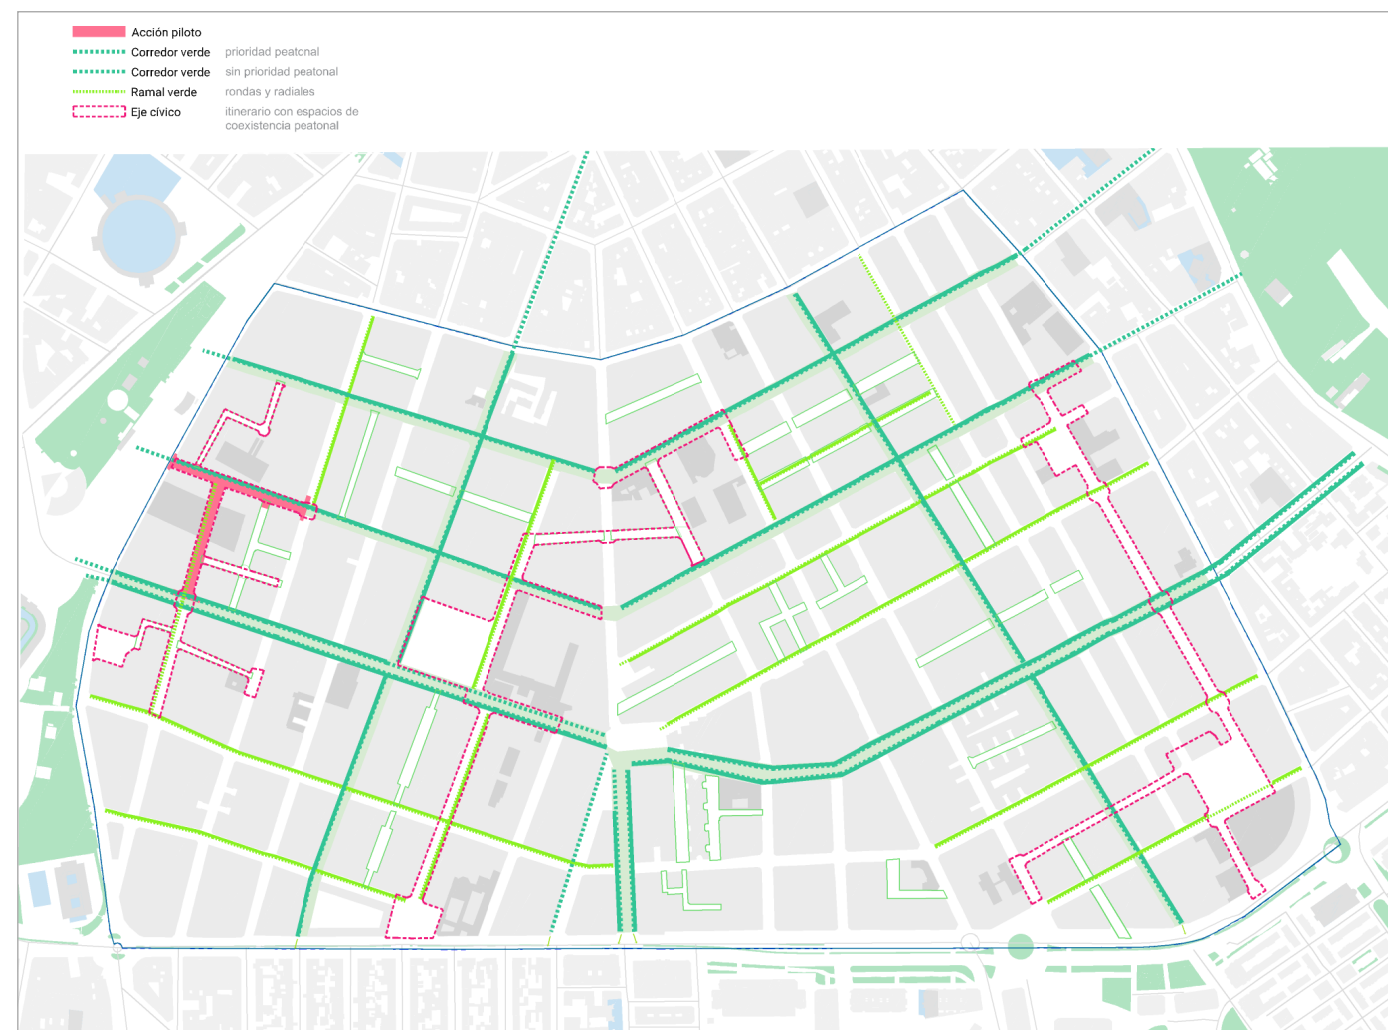 Acción piloto
Corredor verde prioridad peatcnal
Corredor verde sin prioridad peatonal
Ramal verde rondas y radiales
Eje cívico itinerario con espacios de
coexistencia peatonal